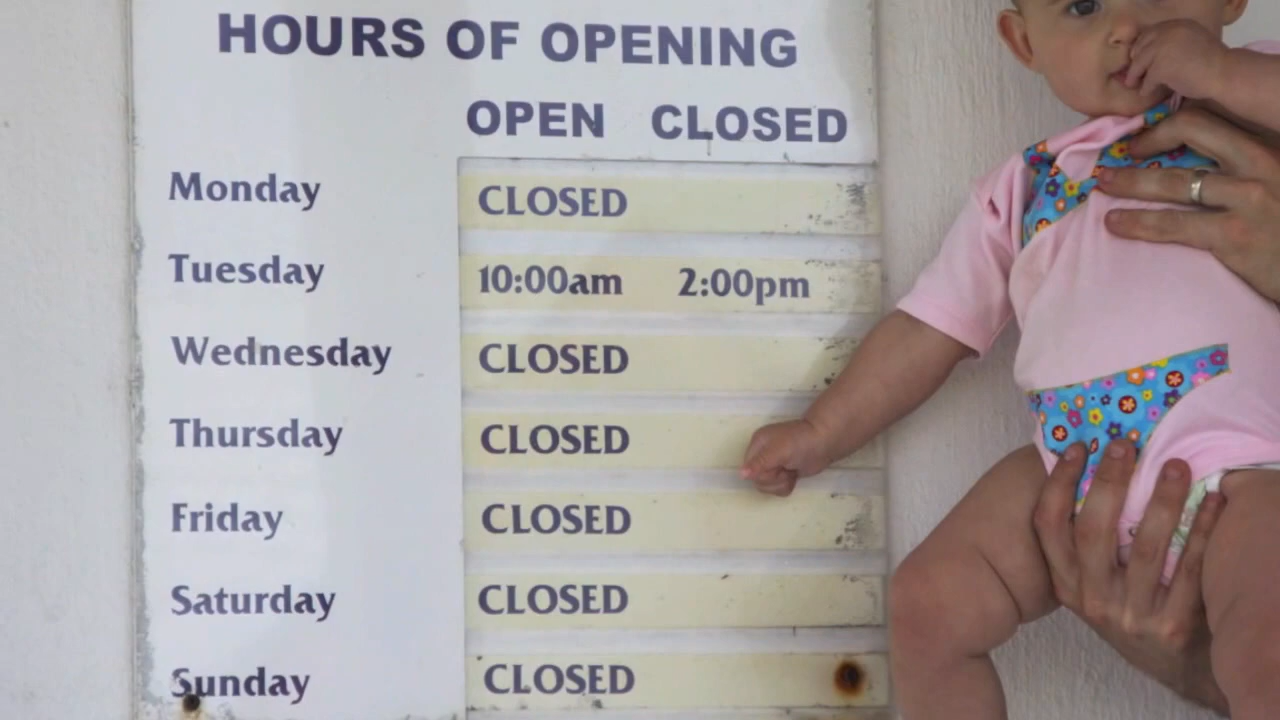 HOURS OF OPENING
OPEN CLOSED
Monday CLOSED
Tuesday 10:00am 2:00pm
Wednesday CLOSED
Thursday CLOSED
Friday CLOSED
Saturday CLOSED
Sunday CLOSED